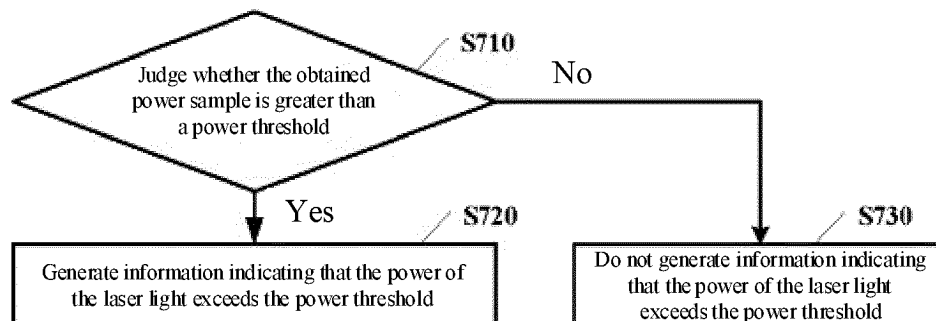 S710
Judge whether the obtained
power sample is greater than
a power threshold
No
Yes
S720
S730
Generate information indicating that the power of
the laser light exceeds the power threshold
Do not generate information indicating
that the power of the laser light
exceeds the power threshold